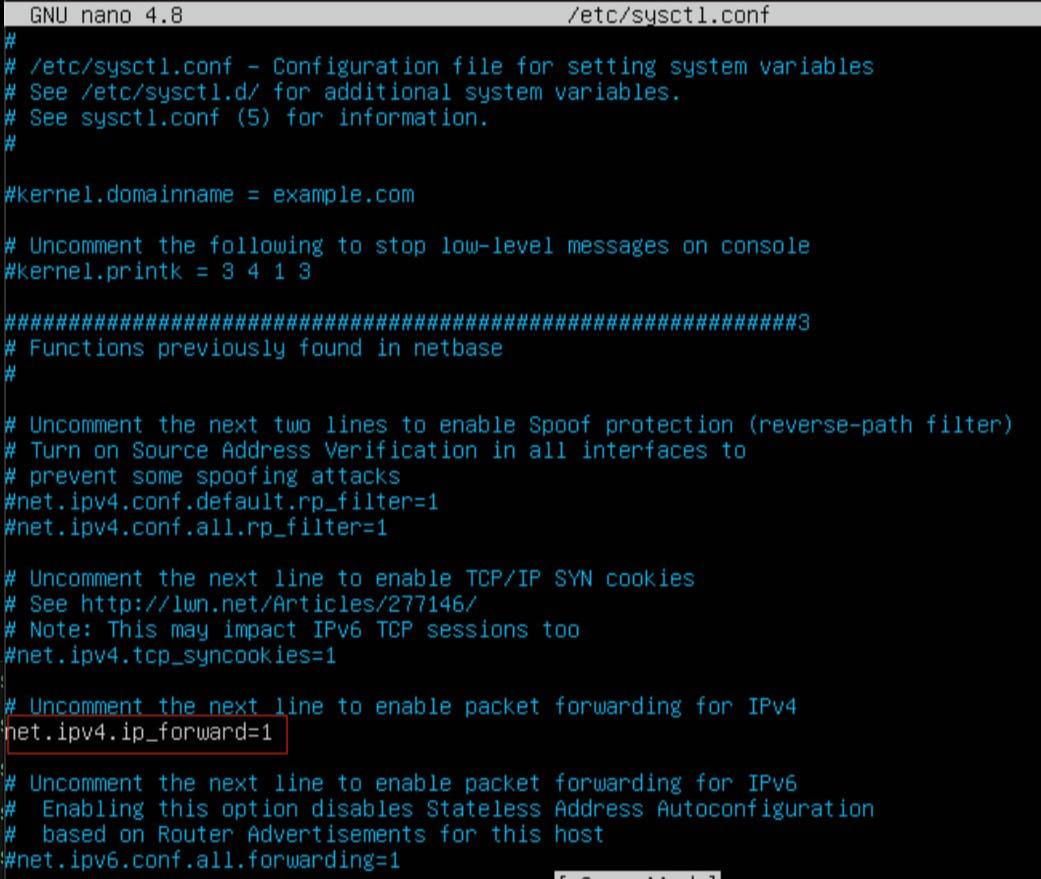 GNU nano 4.8 /etc/sysctl.conf
#
# /etc/sysctl.conf - Configuration file for setting system variables
# See /etc/sysctl.d/ for additional system variables.
# See sysctl.conf (5) for information.
#
#kernel.domainname = example.com
# Uncomment the following to stop low-level messages on console
#kernel.printk = 3 4 1 3
##############################################################3
# Functions previously found in netbase
#
# Uncomment the next two lines to enable Spoof protection (reverse-path filter)
# Turn on Source Address Verification in all interfaces to
# prevent some spoofing attacks
#net.ipv4.conf.default.rp_filter=1
#net.ipv4.conf.all.rp_filter=1
# Uncomment the next line to enable TCP/IP SYN cookies
# See http://lwn.net/Articles/277146/
# Note: This may impact IPv6 TCP sessions too
#net.ipv4.tcp_syncookies=1
# Uncomment the next line to enable packet forwarding for IPv4
net.ipv4.ip_forward=1
# Uncomment the next line to enable packet forwarding for IPv6
#  Enabling this option disables Stateless Address Autoconfiguration
#  based on Router Advertisements for this host
#net.ipv6.conf.all.forwarding=1